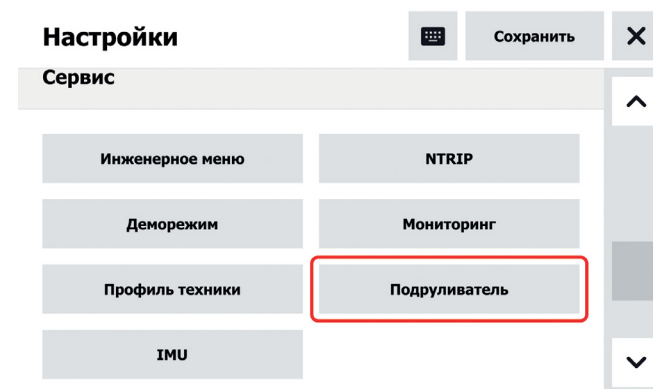 Настройки
Сохранить
Сервис
Инженерное меню
NTRIP
Деморежим
Мониторинг
Профиль техники
Подруливатель
IMU